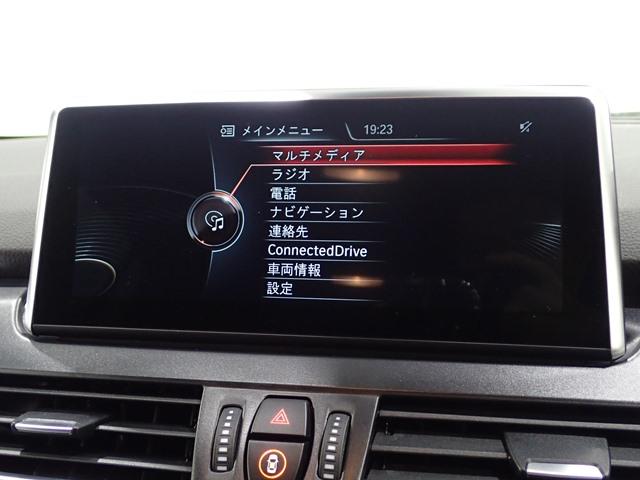 メインメニュー 19:23
マルチメディア
ラジオ
電話
ナビゲーション
連絡先
ConnectedDrive
車両情報
設定